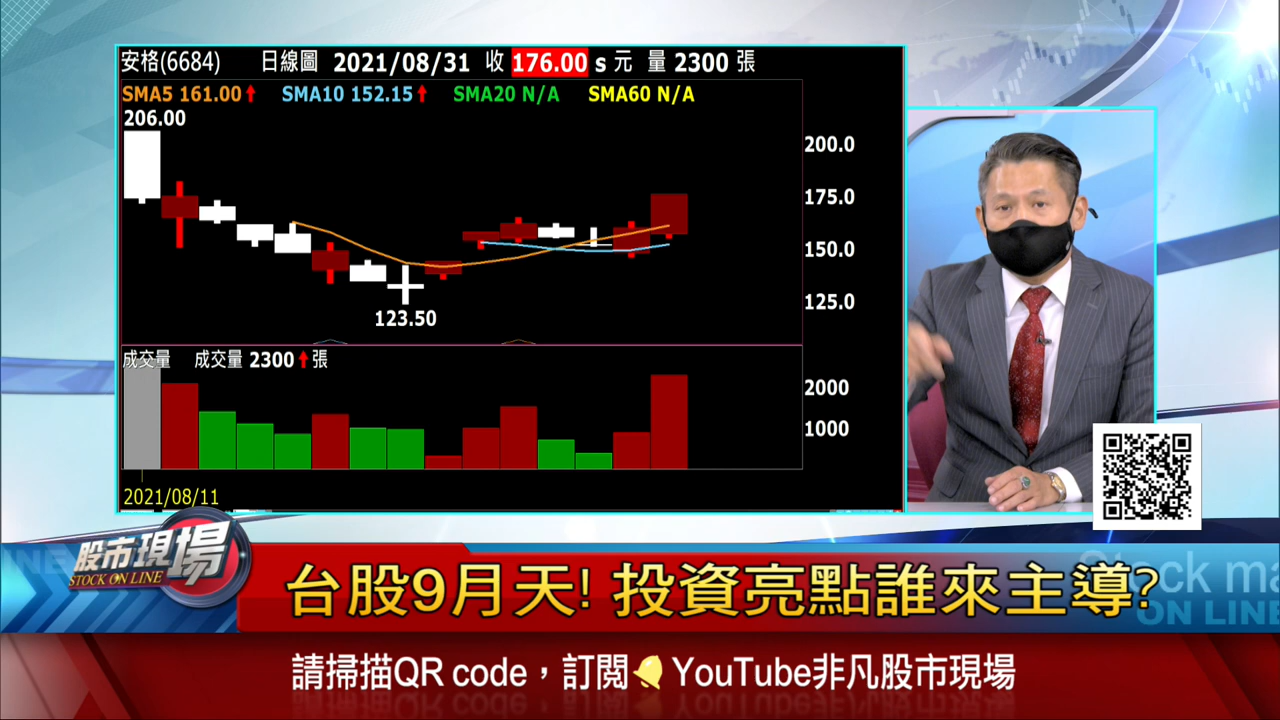 安格(6684) 日線圖 2021/08/31 收 176.00 s 元 量 2300 張
SMA5 161.00↑ SMA10 152.15↑ SMA20 N/A SMA60 N/A
206.00
200.0
175.0
150.0
125.0
123.50
成交量 成交量 2300↑張
2000
1000
2021/08/11
股市現場
STOCK ON LINE
台股9月天! 投資亮點誰來主導?
ck ma
ON LINE
請掃描QR code，訂閱🔔YouTube非凡股市現場